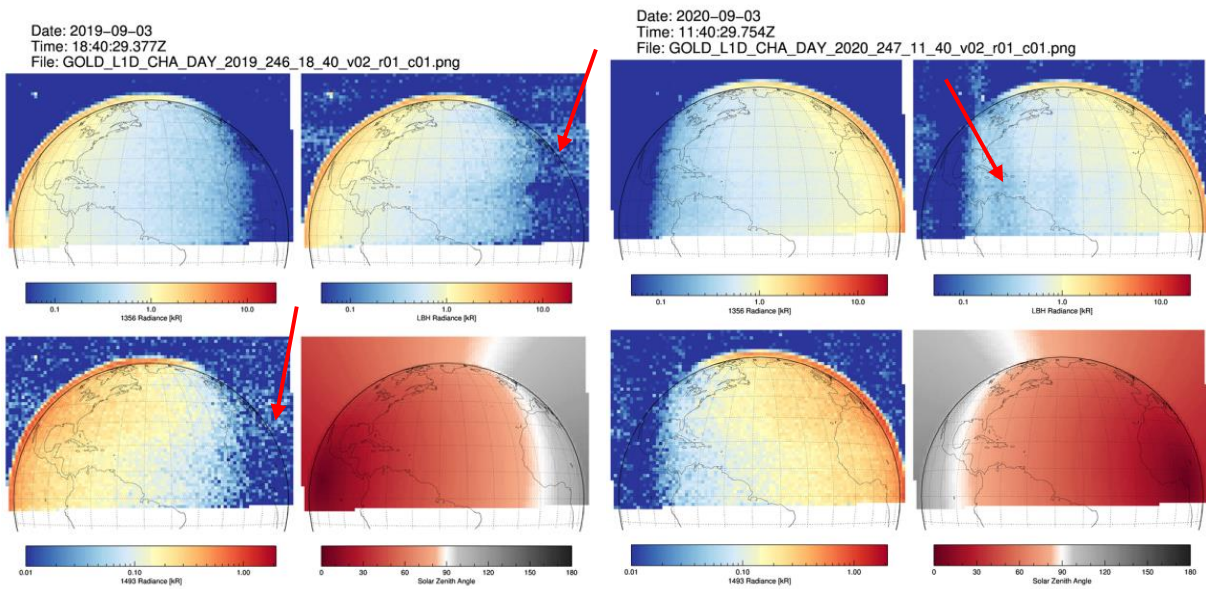 Date: 2019-09-03
Time: 18:40:29.377Z
File: GOLD_L1D_CHA_DAY_2019_246_18_40_v02_r01_c01.png
0.1 1.0 10.0
1356 Radiance [kR]
0.1 1.0 10.0
LBH Radiance [kR]
0.01 0.10 1.00
1493 Radiance [kR]
0 30 60 90 120 150 180
Solar Zenith Angle
Date: 2020-09-03
Time: 11:40:29.754Z
File: GOLD_L1D_CHA_DAY_2020_247_11_40_v02_r01_c01.png
0.1 1.0 10.0
1356 Radiance [kR]
0.1 1.0 10.0
LBH Radiance [kR]
0.01 0.10 1.00
1493 Radiance [kR]
0 30 60 90 120 150 180
Solar Zenith Angle